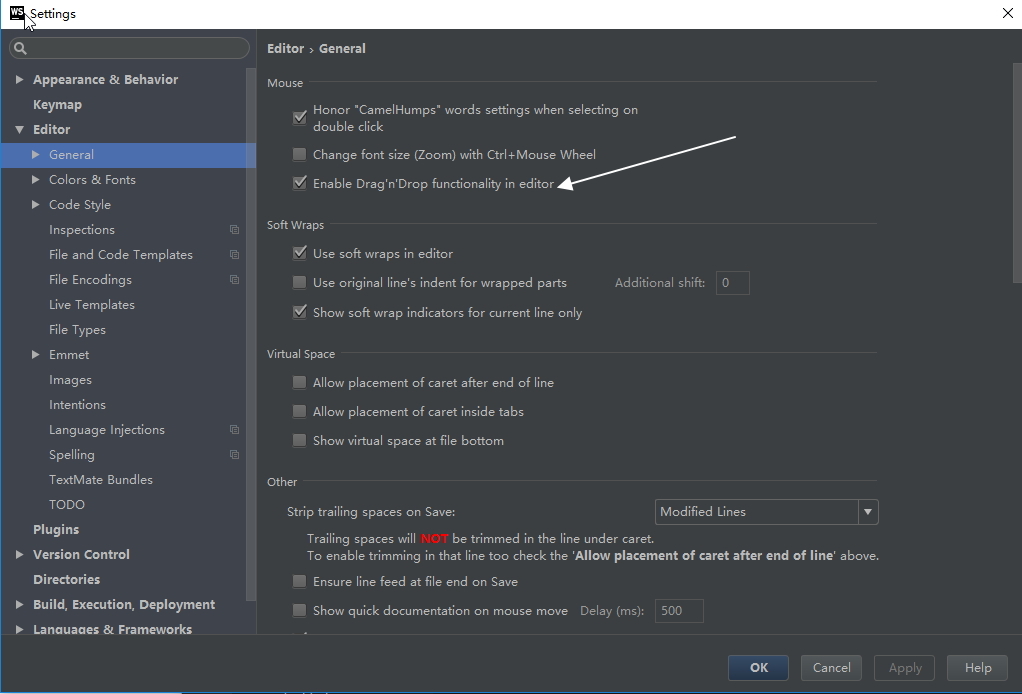 WS Settings
Appearance & Behavior
Keymap
Editor
General
Colors & Fonts
Code Style
Inspections
File and Code Templates
File Encodings
Live Templates
File Types
Emmet
Images
Intentions
Language Injections
Spelling
TextMate Bundles
TODO
Plugins
Version Control
Directories
Build, Execution, Deployment
Languages & Frameworks
Editor › General
Mouse
Honor "CamelHumps" words settings when selecting on
double click
Change font size (Zoom) with Ctrl+Mouse Wheel
Enable Drag'n'Drop functionality in editor
Soft Wraps
Use soft wraps in editor
Use original line's indent for wrapped parts Additional shift: 0
Show soft wrap indicators for current line only
Virtual Space
Allow placement of caret after end of line
Allow placement of caret inside tabs
Show virtual space at file bottom
Other
Strip trailing spaces on Save: Modified Lines
Trailing spaces will NOT be trimmed in the line under caret.
To enable trimming in that line too check the 'Allow placement of caret after end of line' above.
Ensure line feed at file end on Save
Show quick documentation on mouse move Delay (ms): 500
OK Cancel Apply Help